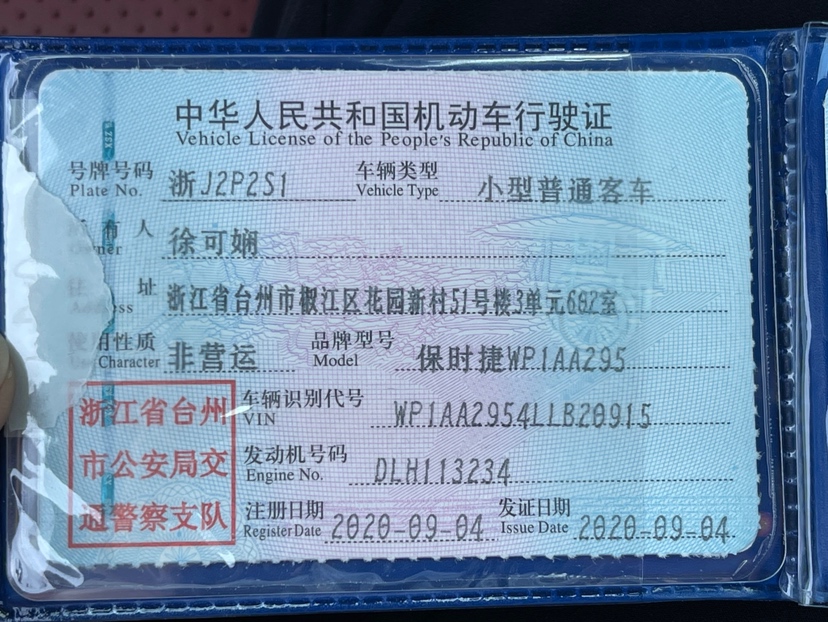 中华人民共和国机动车行驶证
Vehicle License of the People's Republic of China
号牌号码 浙J2P2S1 车辆类型 小型普通客车
Plate No. Vehicle Type
所有人 徐可娴
Owner
住址 浙江省台州市椒江区花园新村51号楼3单元602室
Address
使用性质 非营运 品牌型号 保时捷WP1AA295
Use Character Model
浙江省台州 车辆识别代号 WP1AA2954LLB20915
VIN
市公安局交 发动机号码 DLH113234
Engine No.
通警察支队 注册日期 2020-09-04 发证日期 2020-09-04
Register Date Issue Date